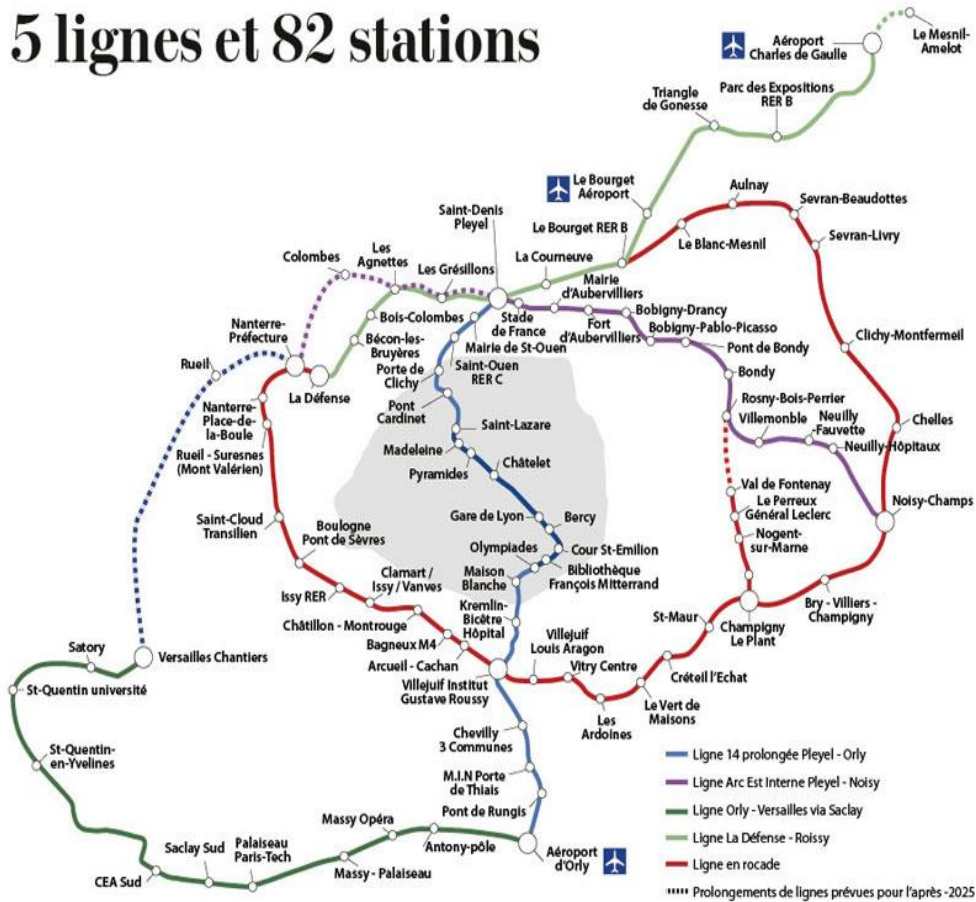 5 lignes et 82 stations
Le Mesnil-
Amelot
Aéroport
Charles de Gaulle
Parc des Expositions
RER B
Triangle
de Gonesse
Le Bourget
Aéroport
Aulnay
Sevran-Beaudottes
Saint-Denis
Pleyel
Le Bourget RER B
Le Blanc-Mesnil
Sevran-Livry
Les
Agnettes
Colombes
Les Grésillons
La Courneuve
Mairie
d'Aubervilliers
Stade
de France
Fort
d'Aubervilliers
Bobigny-Drancy
Bobigny-Pablo-Picasso
Pont de Bondy
Clichy-Montfermeil
Bois-Colombes
Nanterre-
Préfecture
Bécon-les-
Bruyères
Mairie de St-Ouen
Saint-Ouen
RER C
Porte de
Clichy
Rueil
La Défense
Bondy
Pont
Cardinet
Nanterre-
Place-de-
la-Boule
Rosny-Bois-Perrier
Villemonble
Neuilly
-Fauvette
Chelles
Neuilly-Hôpitaux
Saint-Lazare
Madeleine
Rueil - Suresnes
(Mont Valérien)
Pyramides
Châtelet
Val de Fontenay
Le Perreux
Général Leclerc
Noisy-Champs
Nogent-
sur-Marne
Gare de Lyon
Bercy
Saint-Cloud
Transilien
Boulogne
Pont de Sèvres
Olympiades
Cour St-Emilion
Bibliothèque
François Mitterrand
Maison
Blanche
Clamart /
Issy / Vanves
Issy RER
Châtillon - Montrouge
Kremlin-
Bicêtre
Hôpital
Bry - Villiers -
Champigny
St-Maur
Champigny
Le Plant
Bagneux M4
Arcueil - Cachan
Villejuif
Louis Aragon
Vitry Centre
Villejuif Institut
Gustave Roussy
Créteil l'Echat
Le Vert de
Maisons
Les
Ardoines
Satory
Versailles Chantiers
St-Quentin université
St-Quentin-
en-Yvelines
Chevilly
3 Communes
M.I.N Porte
de Thiais
Pont de Rungis
Massy Opéra
Antony-pôle
Aéroport
d'Orly
Saclay Sud
Palaiseau
Paris-Tech
Massy - Palaiseau
CEA Sud
Ligne 14 prolongée Pleyel - Orly
Ligne Arc Est Interne Pleyel - Noisy
Ligne Orly - Versailles via Saclay
Ligne La Défense - Roissy
Ligne en rocade
Prolongements de lignes prévues pour l'après -2025